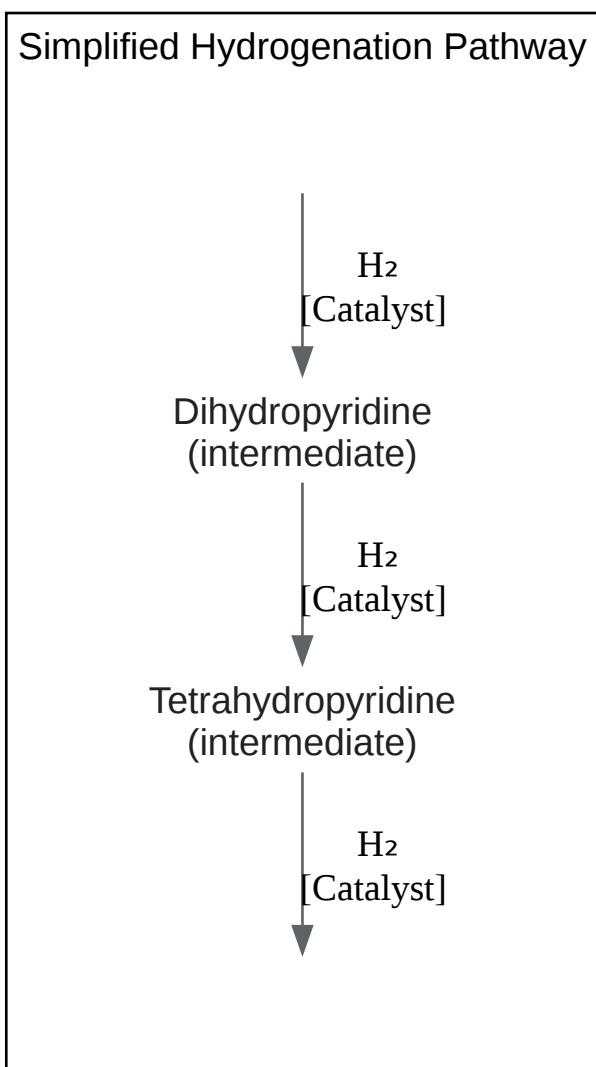 Simplified Hydrogenation Pathway
H₂
[Catalyst]
Dihydropyridine
(intermediate)
H₂
[Catalyst]
Tetrahydropyridine
(intermediate)
H₂
[Catalyst]